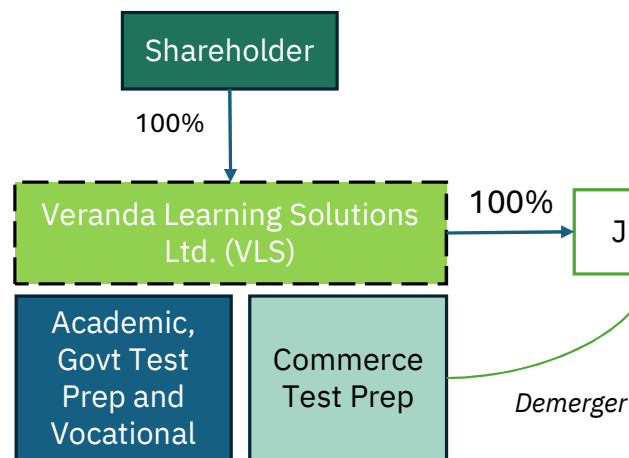 Shareholder
100%
Veranda Learning Solutions
Ltd. (VLS)
100%
J
Academic,
Govt Test
Prep and
Vocational
Commerce
Test Prep
Demerger